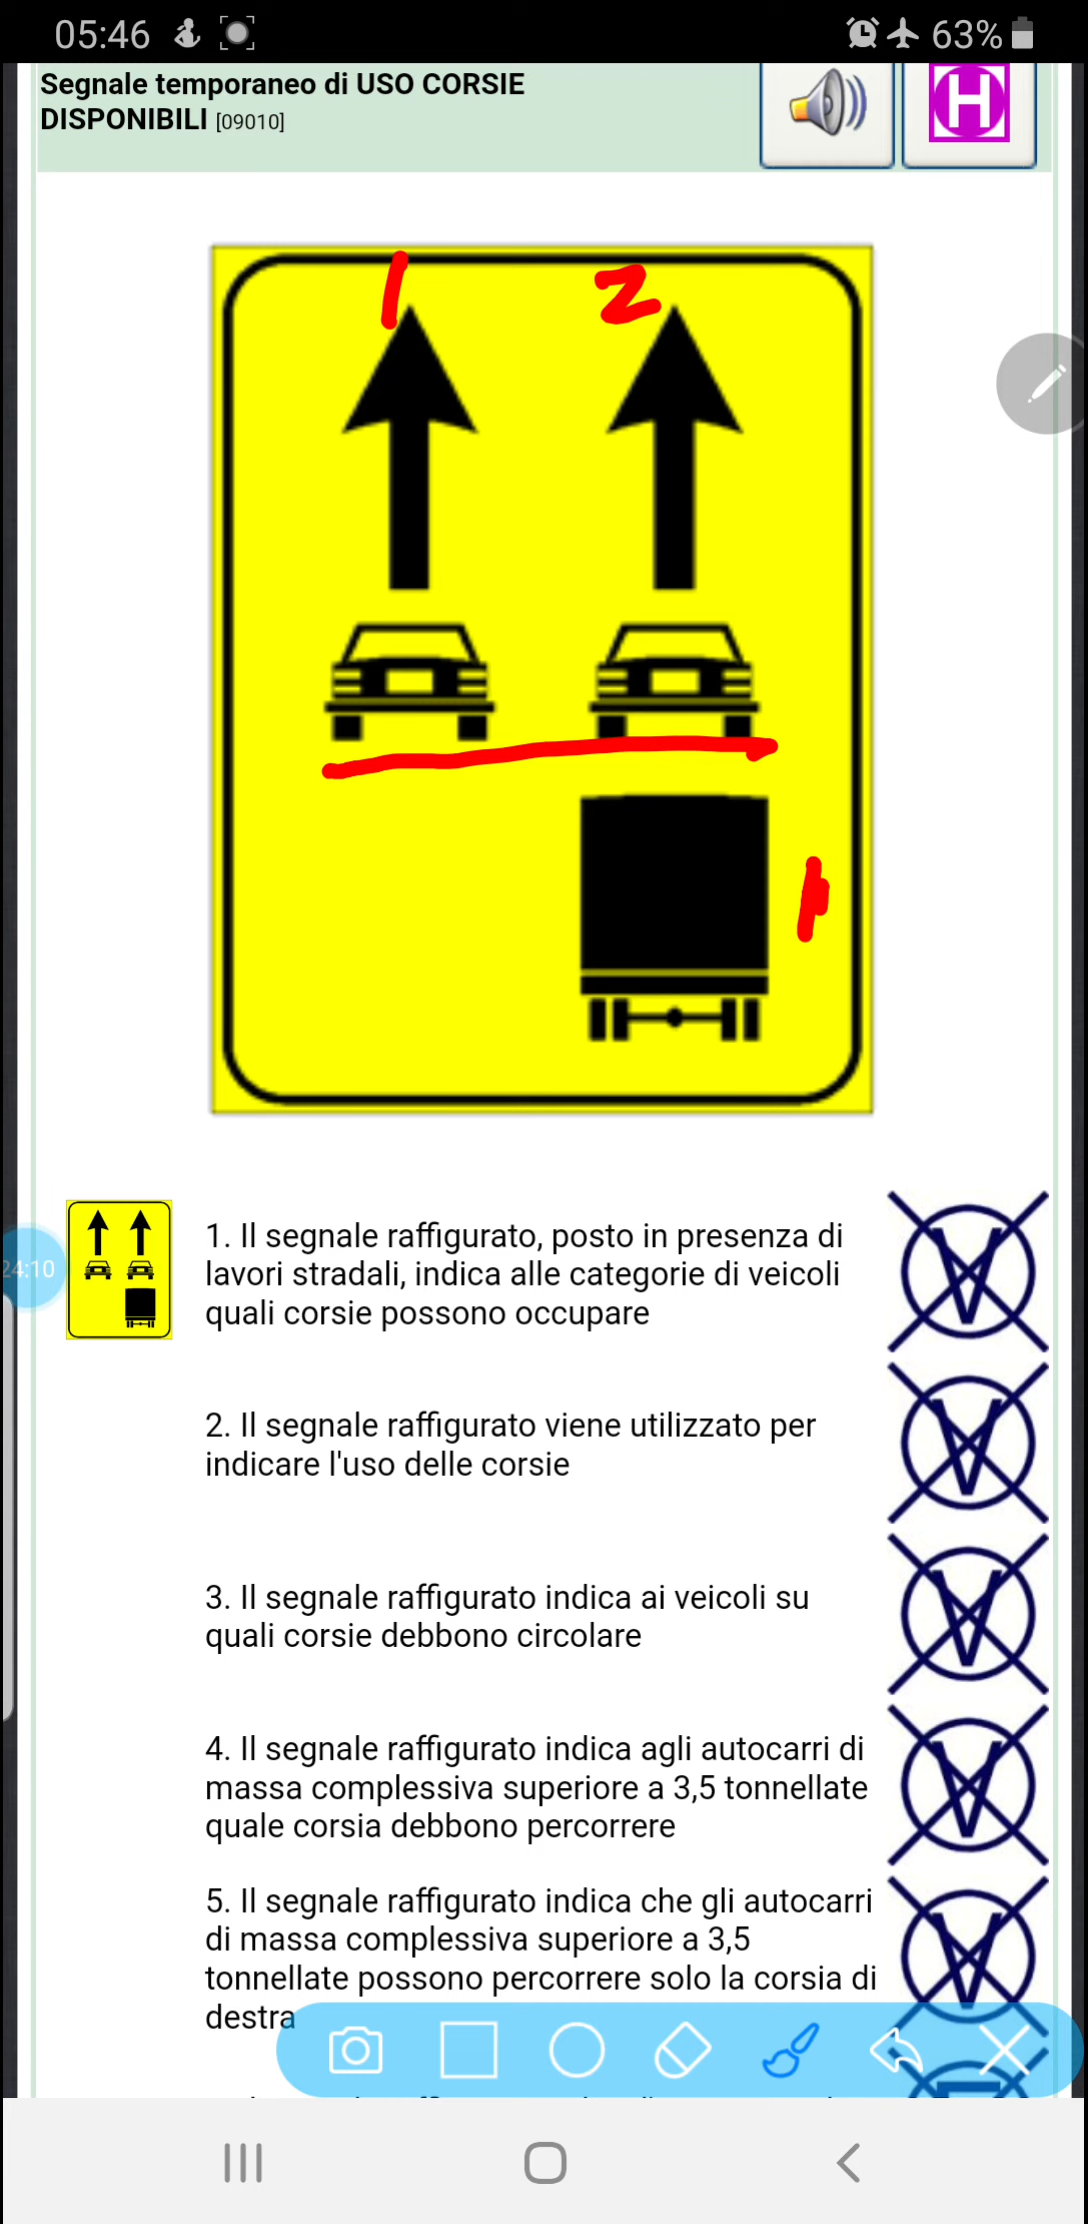 05:46
63%
Segnale temporaneo di USO CORSIE
DISPONIBILI [09010]
H
1 2
1. Il segnale raffigurato, posto in presenza di
lavori stradali, indica alle categorie di veicoli
quali corsie possono occupare
V
24:10
2. Il segnale raffigurato viene utilizzato per
indicare l'uso delle corsie
V
3. Il segnale raffigurato indica ai veicoli su
quali corsie debbono circolare
V
4. Il segnale raffigurato indica agli autocarri di
massa complessiva superiore a 3,5 tonnellate
quale corsia debbono percorrere
V
5. Il segnale raffigurato indica che gli autocarri
di massa complessiva superiore a 3,5
tonnellate possono percorrere solo la corsia di
destra
V